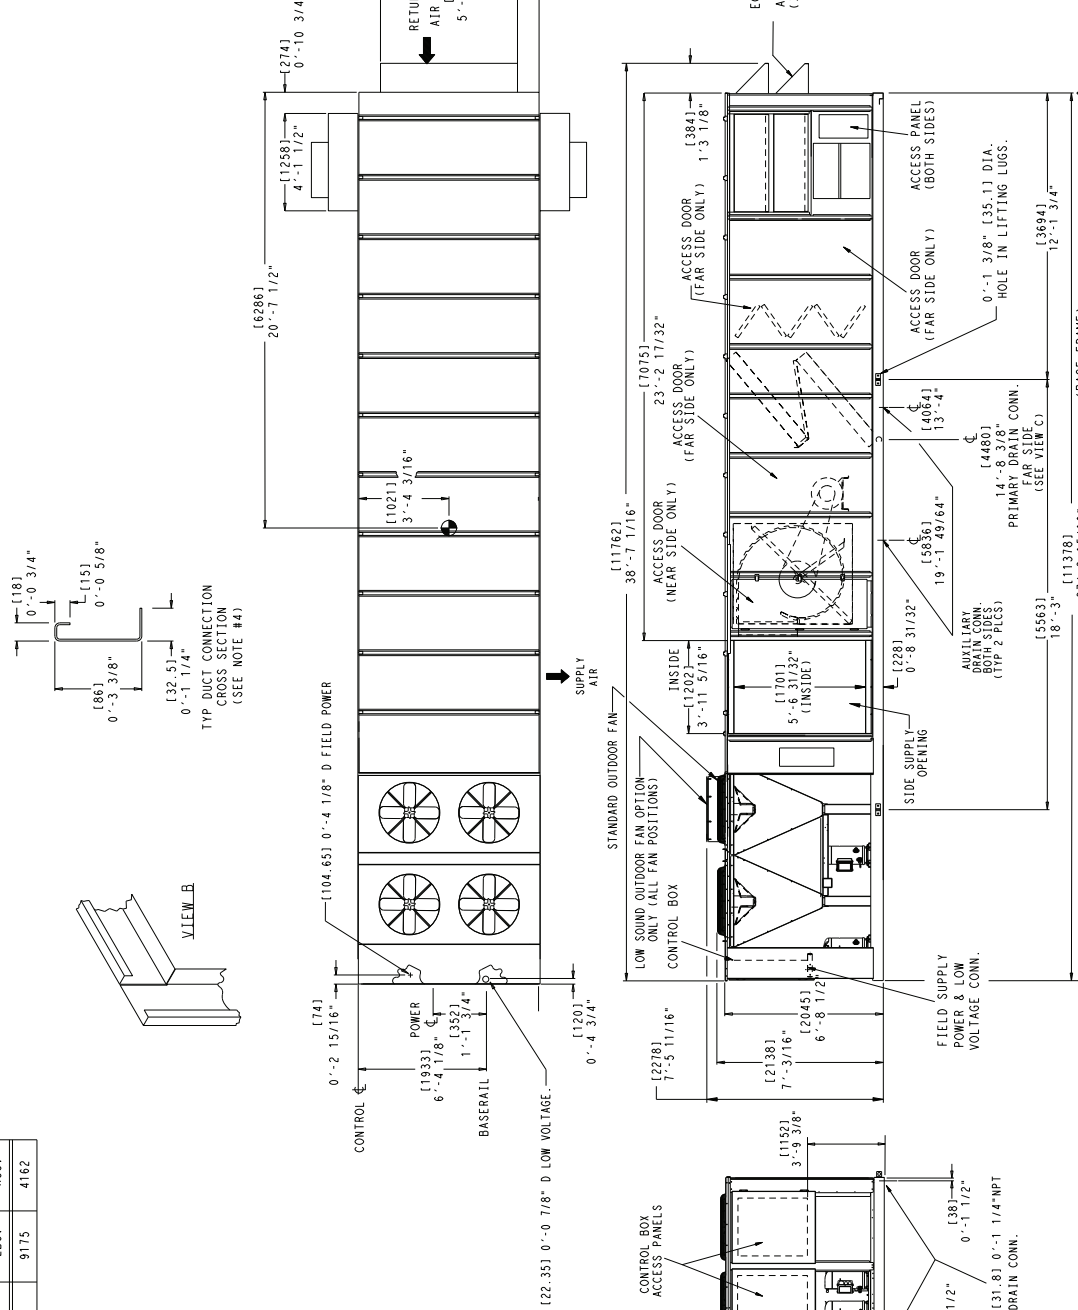 [274]
0'-10 3/4
RETU
AIR
5'-
[1258]
4'-1 1/2"
[6286]
20'-7 1/2"
[1021]
3'-4 3/16"
[18]
0'-0 3/4"
[15]
0'-0 5/8"
[86]
0'-3 3/8"
[32.5]
0'-1 1/4"
TYP DUCT CONNECTION
CROSS SECTION
(SEE NOTE #4)
VIEW B
[104.65] 0'-4 1/8" D FIELD POWER
SUPPLY
AIR
[74]
0'-2 15/16"
POWER
[352]
1'-1 3/4"
[1933]
6'-4 1/8"
[120]
0'-4 3/4"
CONTROL
BASERAIL
[22.35] 0'-0 7/8" D LOW VOLTAGE.
4162
9175
[384]
1'3 1/8"
ACCESS PANEL
(BOTH SIDES)
0'-1 3/8" [35.1] DIA.
HOLE IN LIFTING LUGS.
[3694]
12'-1 3/4"
ACCESS DOOR
(FAR SIDE ONLY)
ACCESS DOOR
(FAR SIDE ONLY)
[7075]
23'-2 17/32"
ACCESS DOOR
(FAR SIDE ONLY)
[4064]
13'-4"
[4480]
14'-8 3/8"
PRIMARY DRAIN CONN.
FAR SIDE
(SEE VIEW C)
[11762]
38'-7 1/16"
ACCESS DOOR
(NEAR SIDE ONLY)
[5836]
19'-1 49/64"
[11378]
[5563]
18'-3"
[228]
0'-8 31/32"
AUXILIARY
DRAIN CONN.
BOTH SIDES
(TYP 2 PLCS)
INSIDE
[1202]
3'-11 5/16"
[1701]
5'-6 31/32"
(INSIDE)
SIDE SUPPLY
OPENING
STANDARD OUTDOOR FAN
LOW SOUND OUTDOOR FAN OPTION
ONLY (ALL FAN POSITIONS)
CONTROL BOX
FIELD SUPPLY
POWER & LOW
VOLTAGE CONN.
[2045]
6'-8 1/2"
[2138]
7'-3/16"
[2278]
7'-5 11/16"
[1152]
3'-9 3/8"
CONTROL BOX
ACCESS PANELS
[38]
0'-1 1/2"
1/2"
[31.8] 0'-1 1/4"NPT
DRAIN CONN.